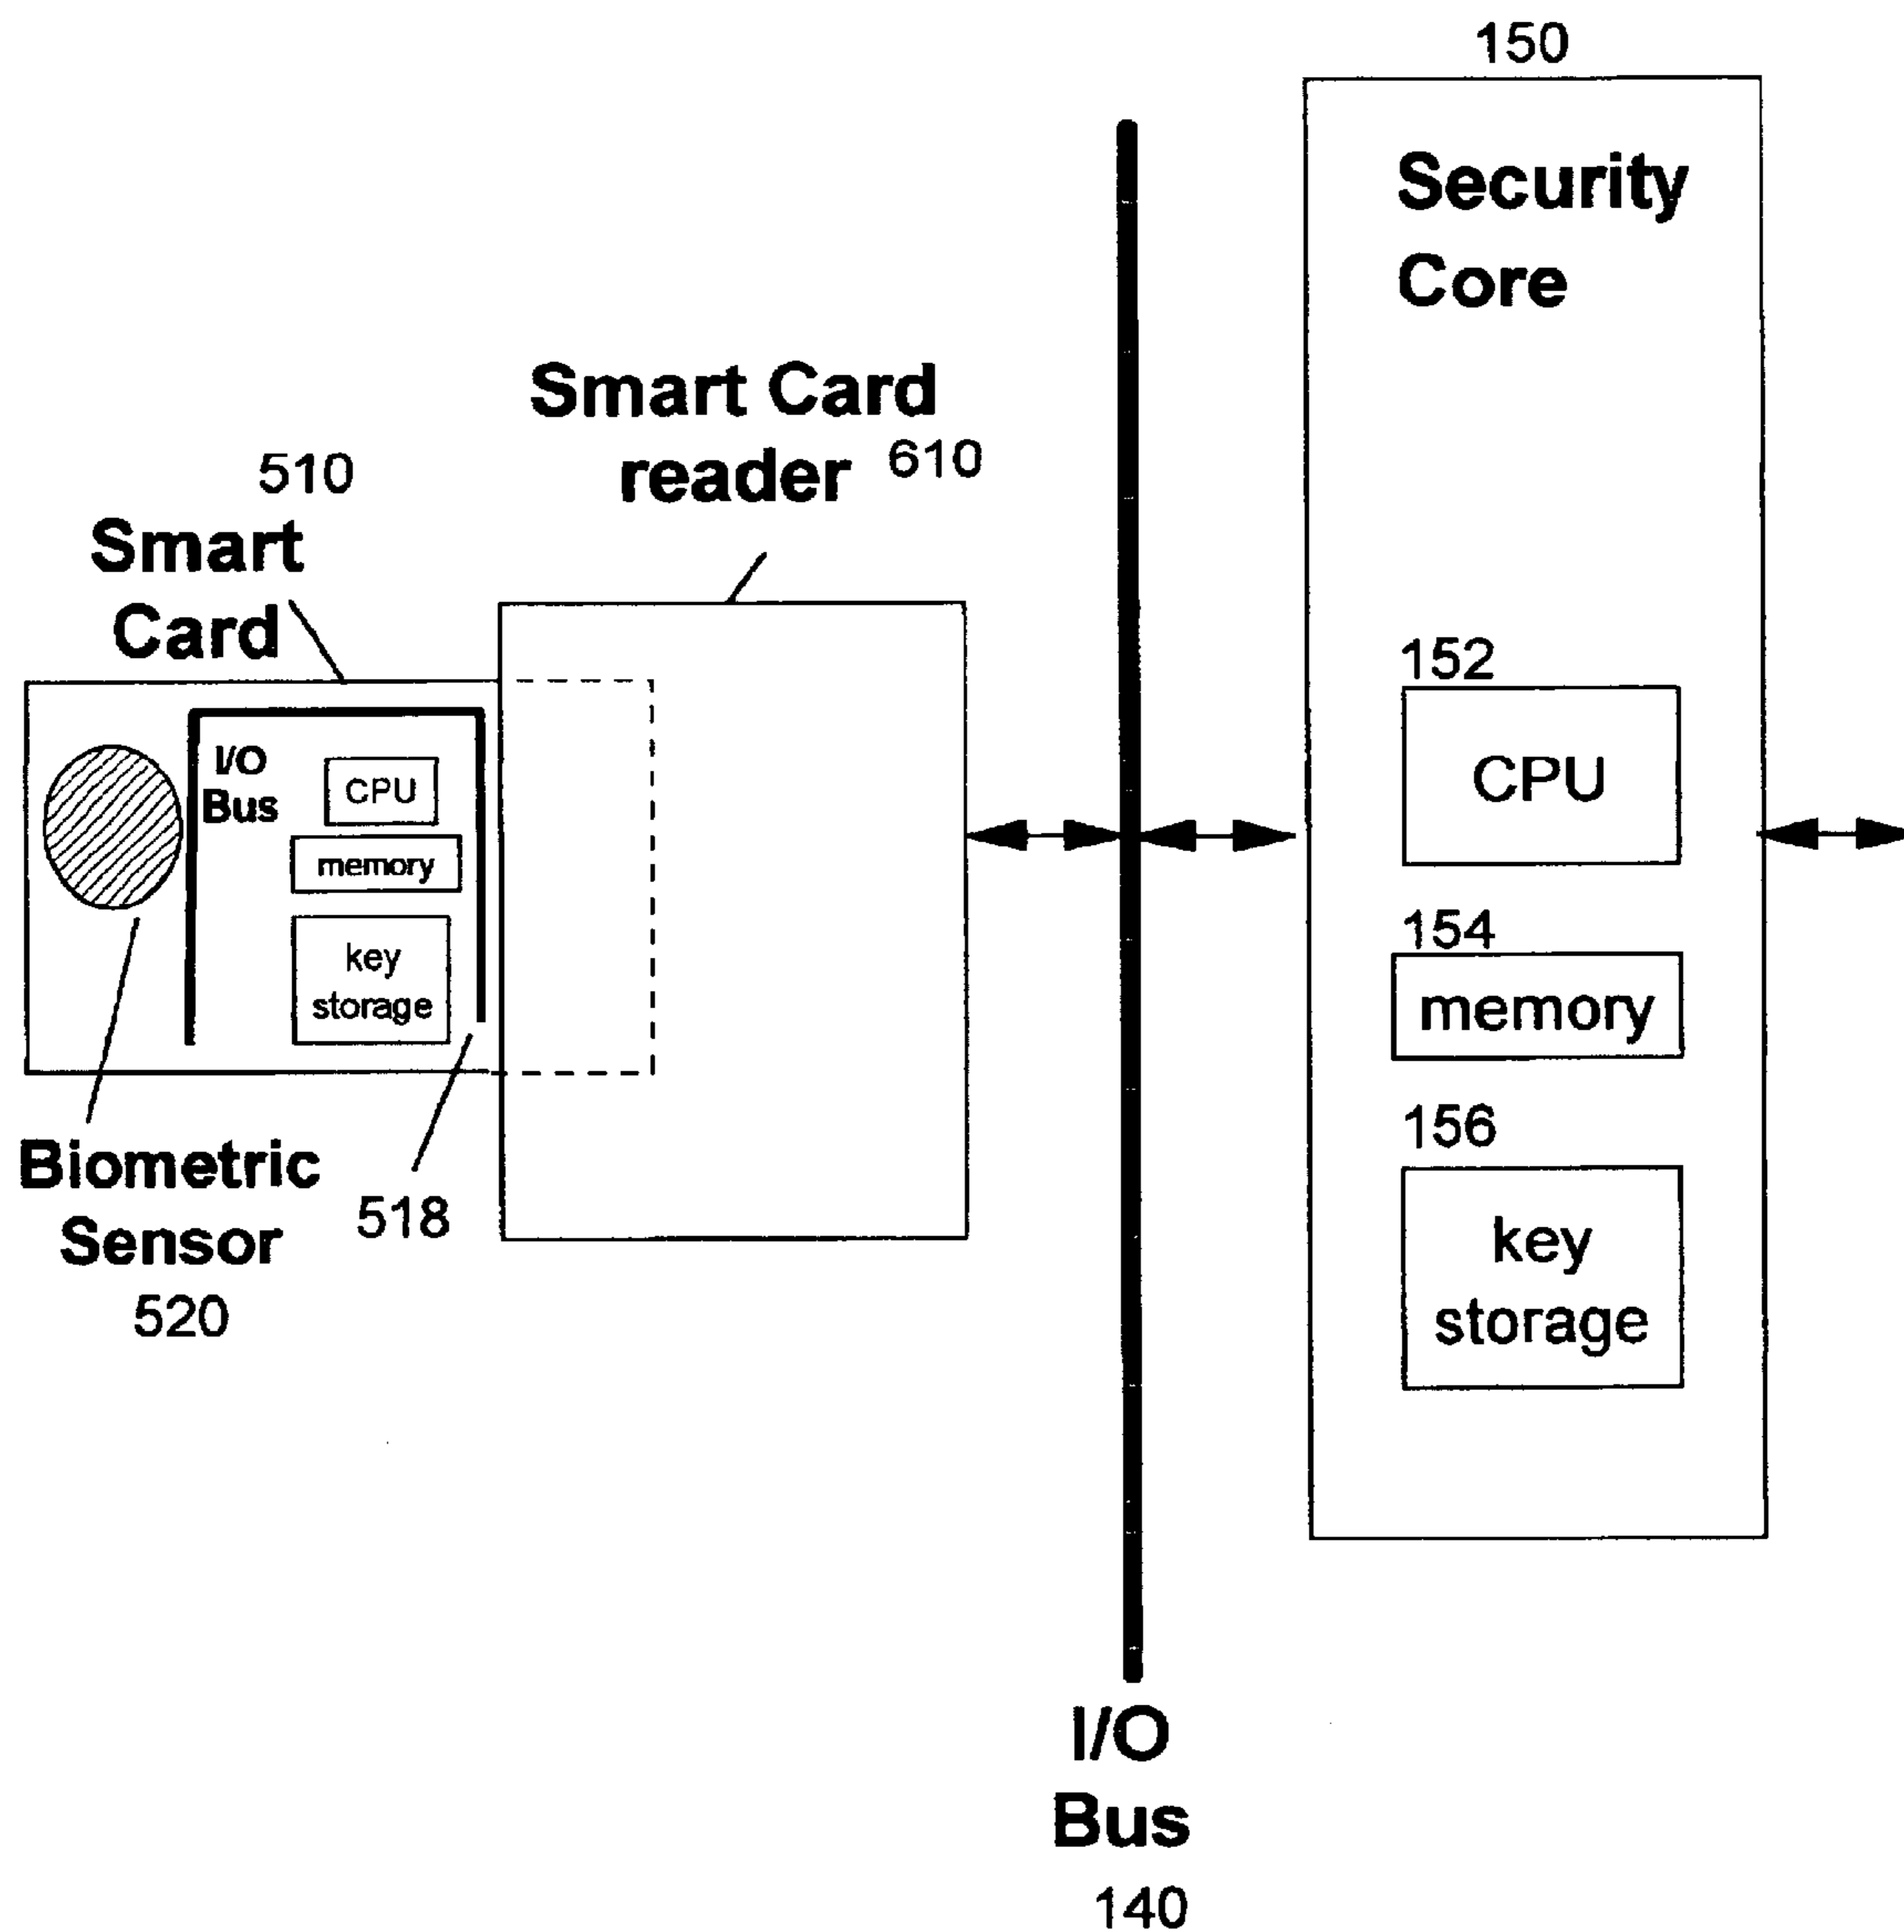 150
Security
Core
Smart Card
reader 610
510
Smart
Card
I/O
Bus
CPU
memory
key
storage
Biometric
Sensor
520
518
152
CPU
154
memory
156
key
storage
I/O
Bus
140